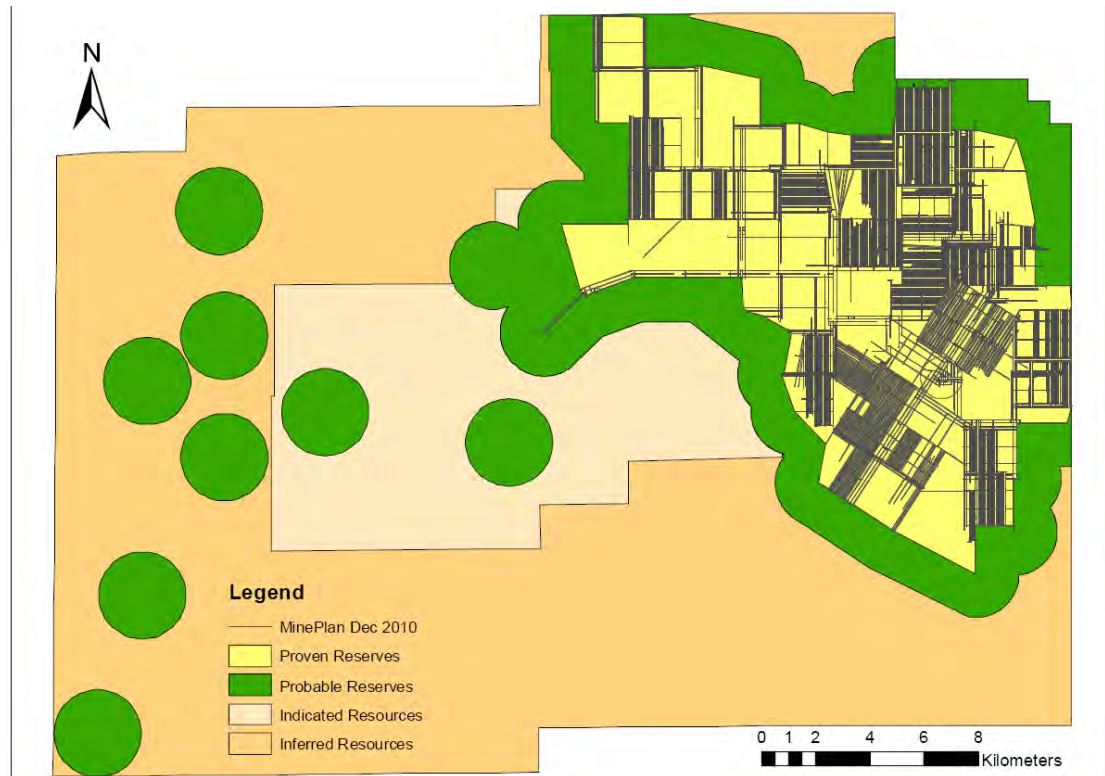 N
Legend
MinePlan Dec 2010
Proven Reserves
Probable Reserves
Indicated Resources
Inferred Resources
0 1 2 4 6 8
Kilometers